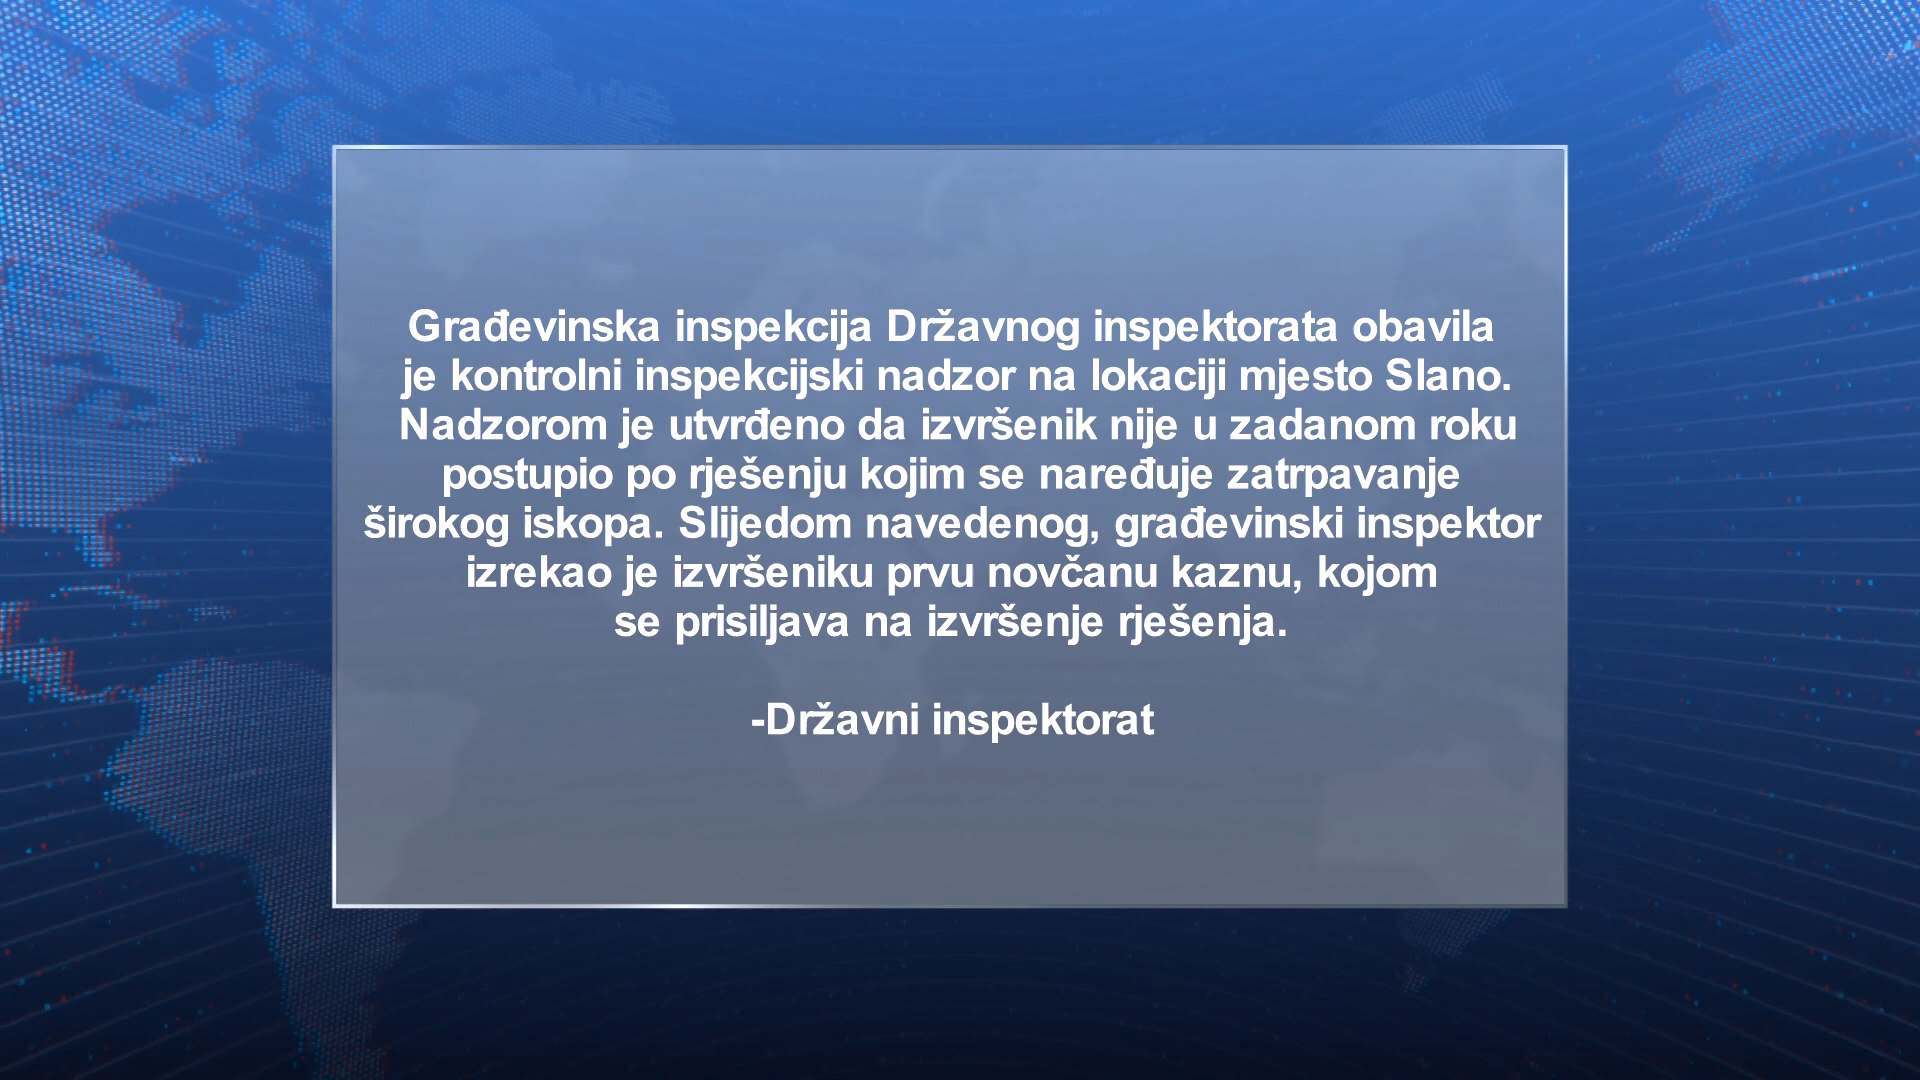 Građevinska inspekcija Državnog inspektorata obavila
je kontrolni inspekcijski nadzor na lokaciji mjesto Slano.
Nadzorom je utvrđeno da izvršenik nije u zadanom roku
postupio po rješenju kojim se naređuje zatrpavanje
širokog iskopa. Slijedom navedenog, građevinski inspektor
izrekao je izvršeniku prvu novčanu kaznu, kojom
se prisiljava na izvršenje rješenja.
-Državni inspektorat